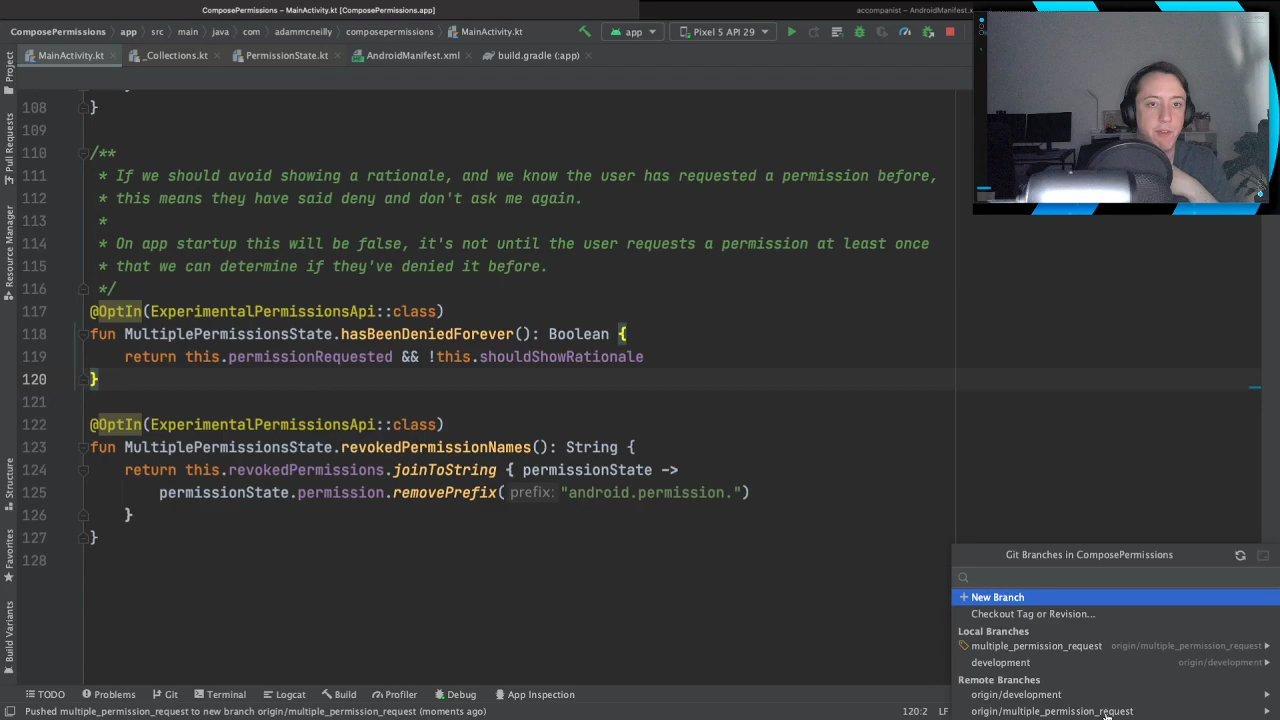 ComposePermissions – MainActivity.kt [ComposePermissions.app]
accompanist – AndroidManifest.x
ComposePermissions app src main java com adammcneilly composepermissions MainActivity.kt app Pixel 5 API 29
MainActivity.kt _Collections.kt PermissionState.kt AndroidManifest.xml build.gradle (:app)
Project
Pull Requests
Resource Manager
Structure
Favorites
Build Variants
108 }
109
110 /**
111 * If we should avoid showing a rationale, and we know the user has requested a permission before,
112 * this means they have said deny and don't ask me again.
113 *
114 * On app startup this will be false, it's not until the user requests a permission at least once
115 * that we can determine if they've denied it before.
116 */
117 @OptIn(ExperimentalPermissionsApi::class)
118 fun MultiplePermissionsState.hasBeenDeniedForever(): Boolean {
119 return this.permissionRequested && !this.shouldShowRationale
120 }
121
122 @OptIn(ExperimentalPermissionsApi::class)
123 fun MultiplePermissionsState.revokedPermissionNames(): String {
124 return this.revokedPermissions.joinToString { permissionState ->
125 permissionState.permission.removePrefix( prefix: "android.permission.")
126 }
127 }
128
Git Branches in ComposePermissions
+ New Branch
Checkout Tag or Revision...
Local Branches
multiple_permission_request origin/multiple_permission_request
development origin/development
Remote Branches
origin/development
origin/multiple_permission_request
TODO Problems Git Terminal Logcat Build Profiler Debug App Inspection
Pushed multiple_permission_request to new branch origin/multiple_permission_request (moments ago) 120:2 LF